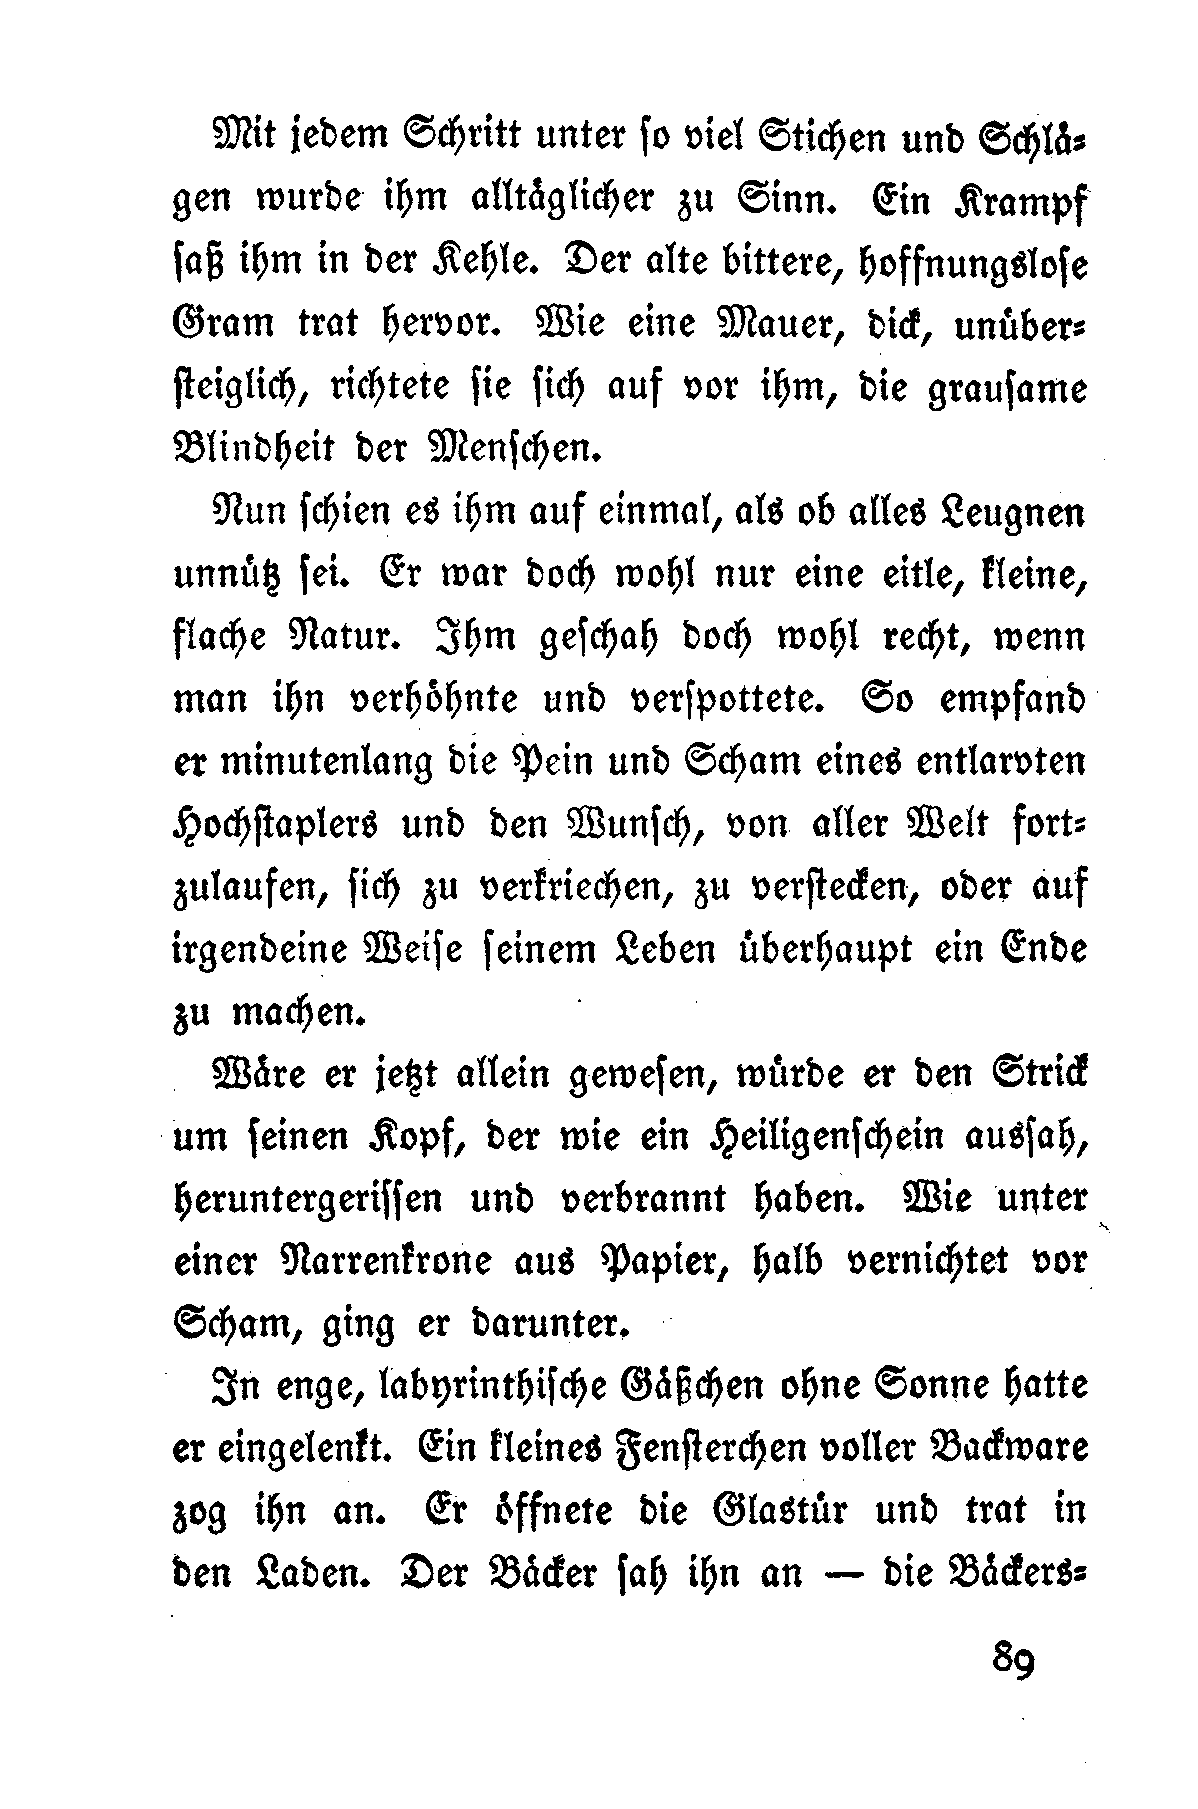 Mit jedem Schritt unter so viel Stichen und Schlä-
gen wurde ihm alltäglicher zu Sinn. Ein Krampf
saß ihm in der Kehle. Der alte bittere, hoffnungslose
Gram trat hervor. Wie eine Mauer, dick, unüber-
steiglich, richtete sie sich auf vor ihm, die grausame
Blindheit der Menschen.
Nun schien es ihm auf einmal, als ob alles Leugnen
unnütz sei. Er war doch wohl nur eine eitle, kleine,
flache Natur. Ihm geschah doch wohl recht, wenn
man ihn verhöhnte und verspottete. So empfand
er minutenlang die Pein und Scham eines entlarvten
Hochstaplers und den Wunsch, von aller Welt fort-
zulaufen, sich zu verkriechen, zu verstecken, oder auf
irgendeine Weise seinem Leben überhaupt ein Ende
zu machen.
Wäre er jetzt allein gewesen, würde er den Strick
um seinen Kopf, der wie ein Heiligenschein aussah,
heruntergerissen und verbrannt haben. Wie unter
einer Narrenkrone aus Papier, halb vernichtet vor
Scham, ging er darunter.
In enge, labyrinthische Gäßchen ohne Sonne hatte
er eingelenkt. Ein kleines Fensterchen voller Backware
zog ihn an. Er öffnete die Glastür und trat in
den Laden. Der Bäcker sah ihn an — die Bäckers-
89